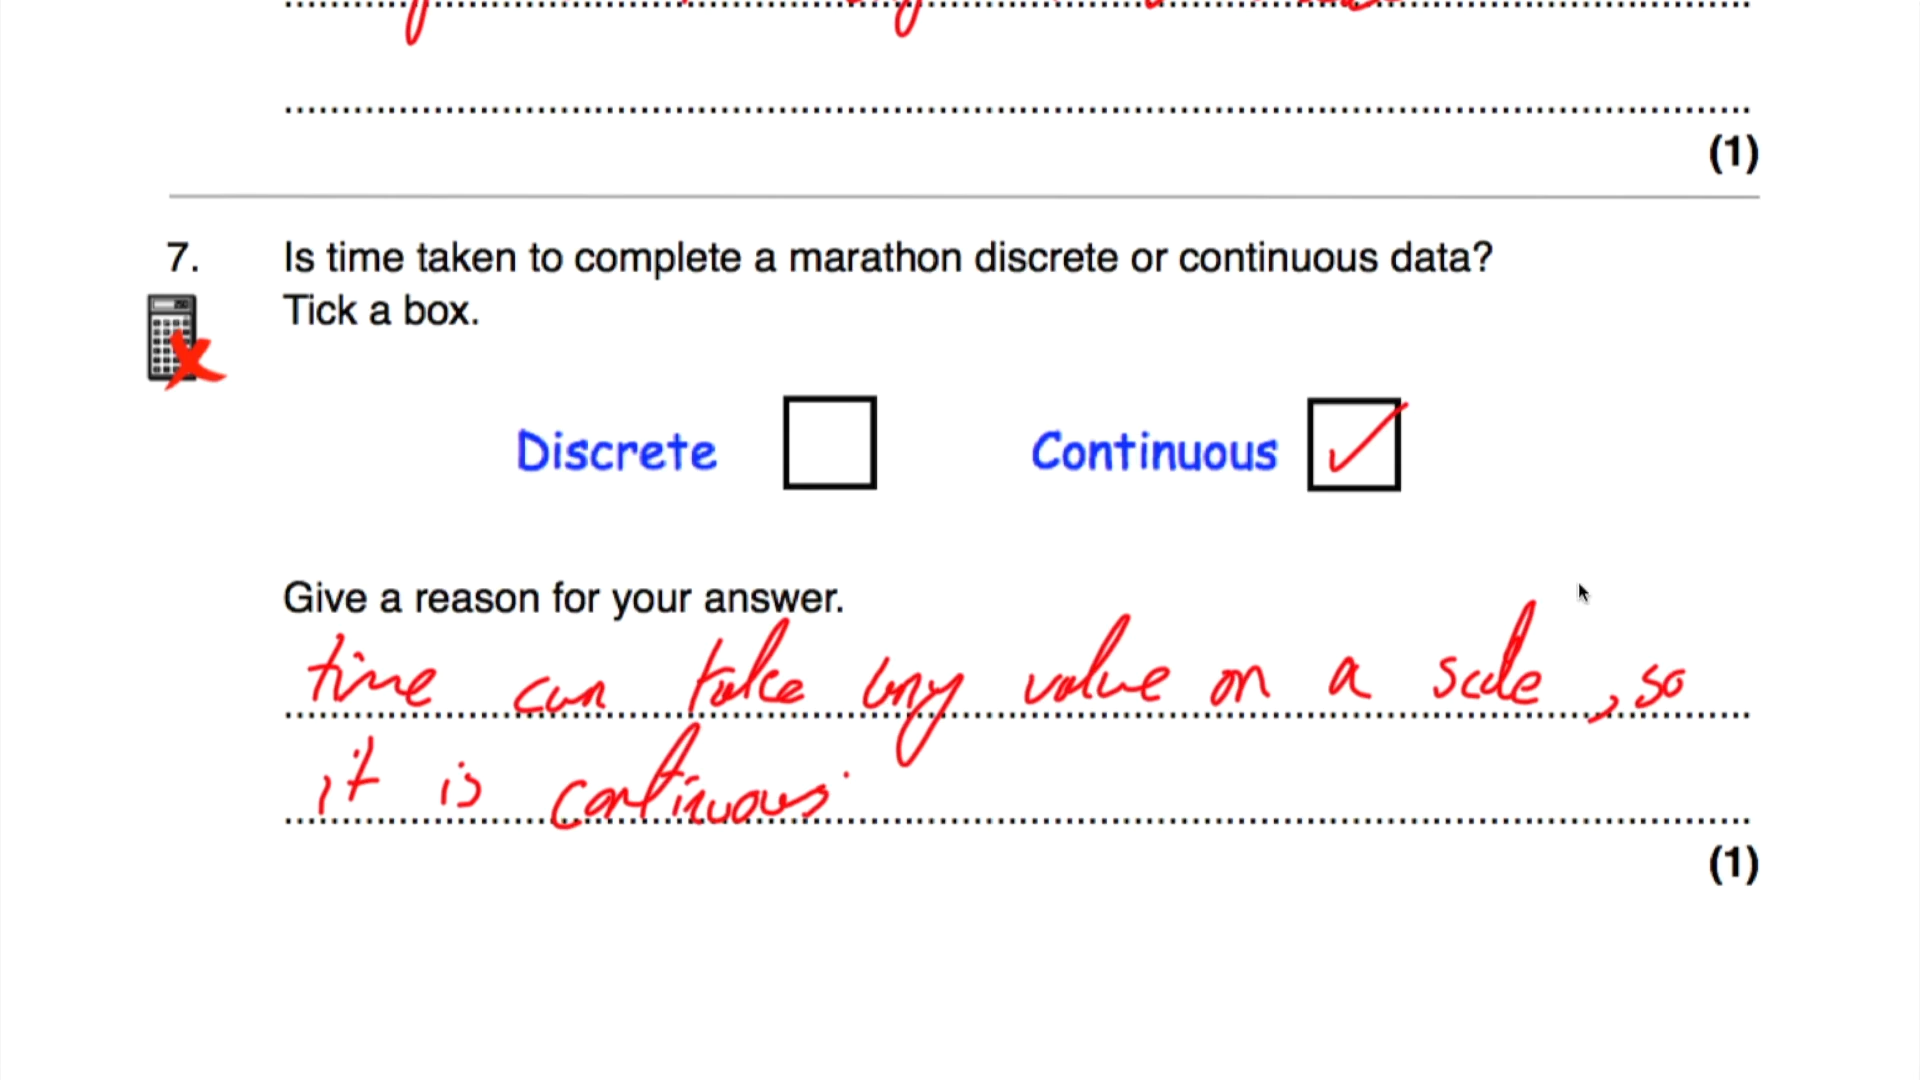 (1)
7. Is time taken to complete a marathon discrete or continuous data?
Tick a box.
Discrete Continuous
Give a reason for your answer.
time can take any value on a scale, so
it is continuous.
(1)